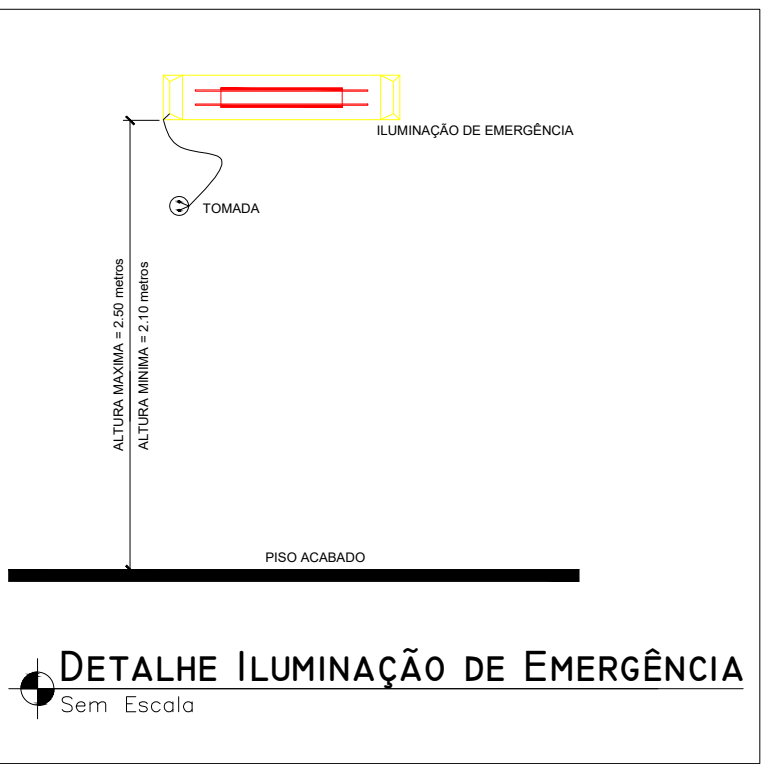 ILUMINAÇÃO DE EMERGÊNCIA
TOMADA
ALTURA MAXIMA = 2.50 metros
ALTURA MINIMA = 2.10 metros
PISO ACABADO
DETALHE ILUMINAÇÃO DE EMERGÊNCIA
Sem Escala